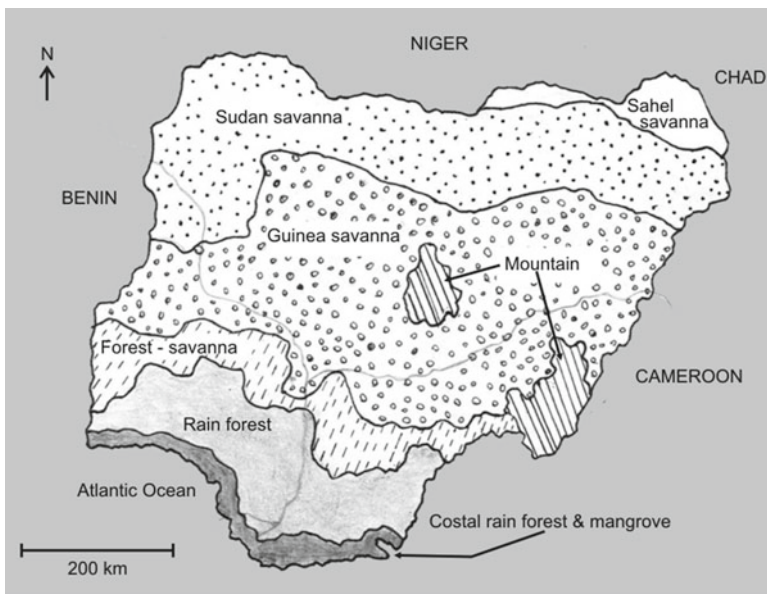 NIGER
N
CHAD
Sahel
savanna
Sudan savanna
BENIN
Guinea savanna
Mountain
Forest - savanna
CAMEROON
Rain forest
Atlantic Ocean
Costal rain forest & mangrove
200 km